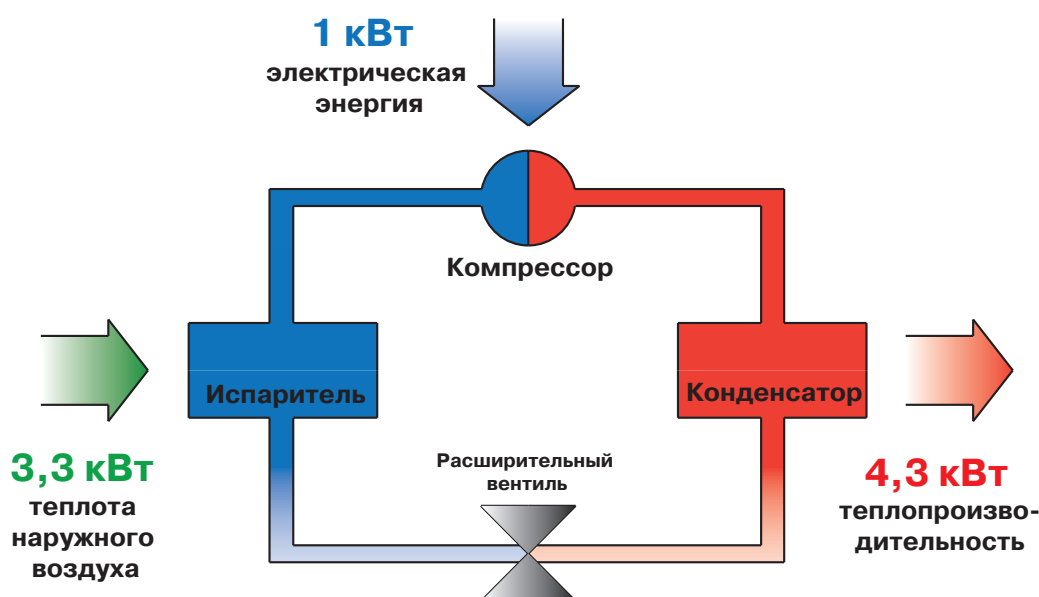 1 кВт
электрическая
энергия
Компрессор
Испаритель
Конденсатор
3,3 кВт
теплота
наружного
воздуха
Расширительный
вентиль
4,3 кВт
теплопроизво-
дительность